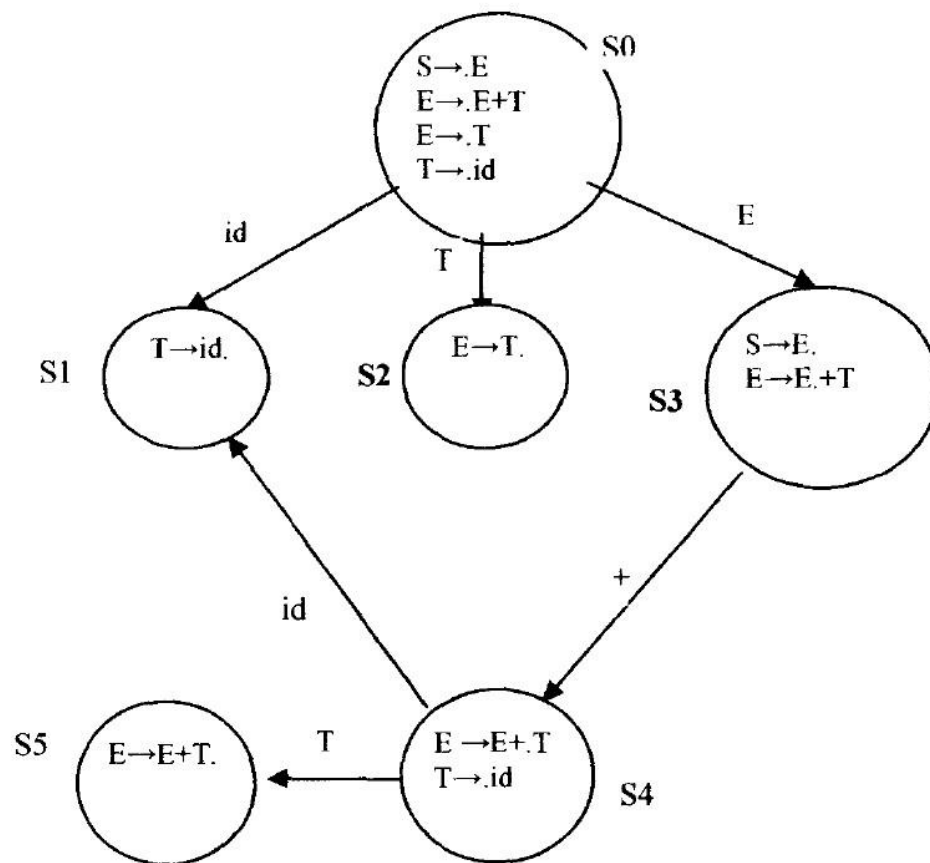 S0
S→.E
E→.E+T
E→.T
T→.id
id
T
E
S1
T→id.
S2
E→T.
S3
S→E.
E→E.+T
+
id
S5
E→E+T.
T
E →E+.T
T→.id
S4